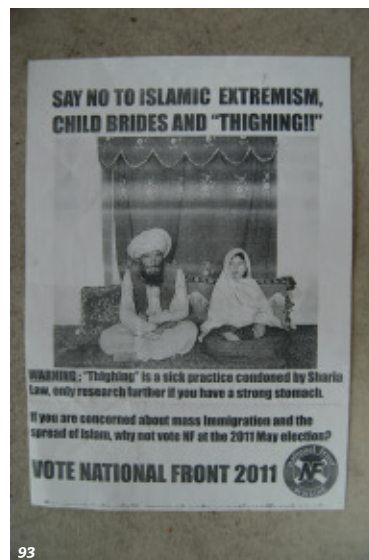 SAY NO TO ISLAMIC EXTREMISM,
CHILD BRIDES AND “THIGHING!!”
WARNING : "Thighing" is a sick practice condoned by Sharia
Law, only research farther if you have a strong stomach.
If you are concerned about mass Immigration and the
spread of Islam, why not vote NF at the 2011 May election?
VOTE NATIONAL FRONT 2011
NF
93